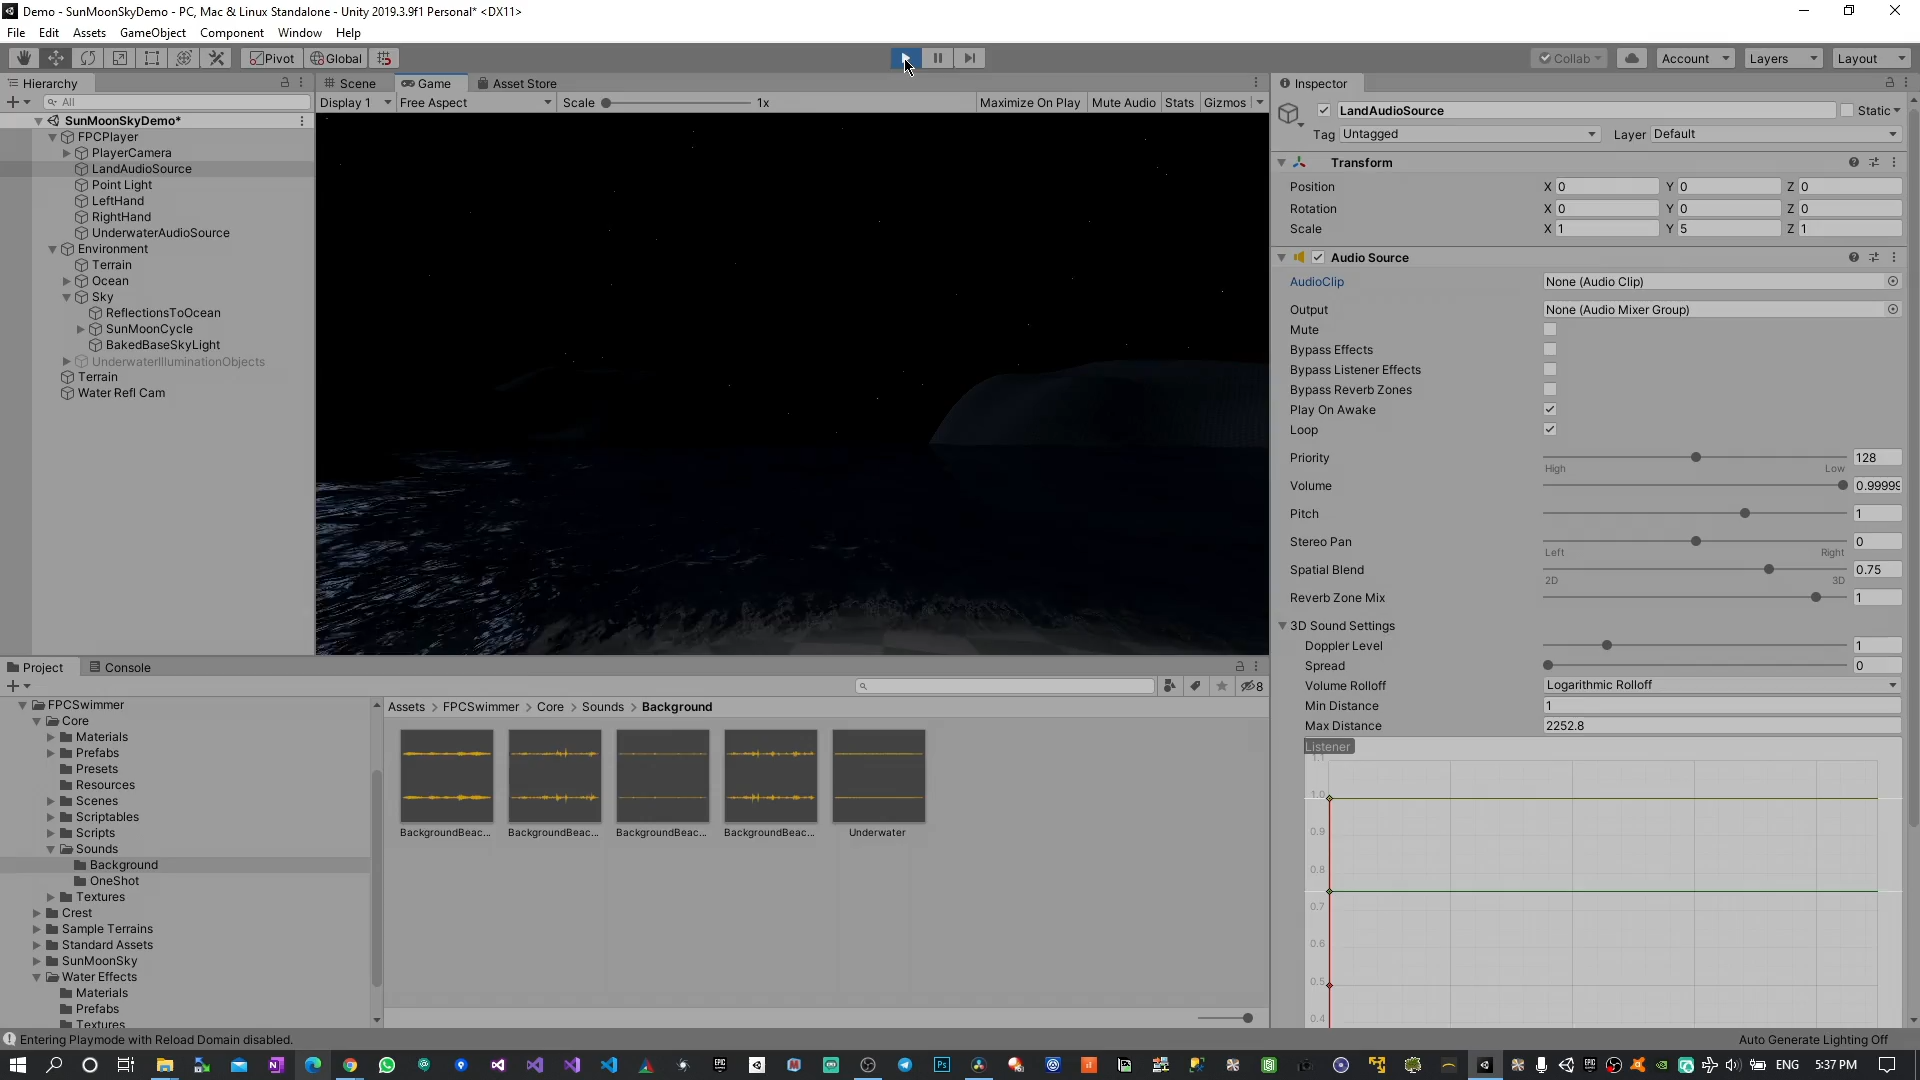 Demo - SunMoonSkyDemo - PC, Mac & Linux Standalone - Unity 2019.3.9f1 Personal* <DX11>
File Edit Assets GameObject Component Window Help
Pivot Global Collab Account Layers Layout
Hierarchy
All
SunMoonSkyDemo*
FPCPlayer
PlayerCamera
LandAudioSource
Point Light
LeftHand
RightHand
UnderwaterAudioSource
Environment
Terrain
Ocean
Sky
ReflectionsToOcean
SunMoonCycle
BakedBaseSkyLight
UnderwaterIlluminationObjects
Terrain
Water Refl Cam
Scene Game Asset Store
Display 1 Free Aspect Scale 1x Maximize On Play Mute Audio Stats Gizmos
Inspector
LandAudioSource Static
Tag Untagged Layer Default
Transform
Position X 0 Y 0 Z 0
Rotation X 0 Y 0 Z 0
Scale X 1 Y 5 Z 1
Audio Source
AudioClip None (Audio Clip)
Output None (Audio Mixer Group)
Mute
Bypass Effects
Bypass Listener Effects
Bypass Reverb Zones
Play On Awake
Loop
Priority 128
High Low
Volume 0.99999
Pitch 1
Stereo Pan 0
Left Right
Spatial Blend 0.75
2D 3D
Reverb Zone Mix 1
3D Sound Settings
Doppler Level 1
Spread 0
Volume Rolloff Logarithmic Rolloff
Min Distance 1
Max Distance 2252.8
Listener
1.1
1.0
0.9
0.8
0.7
0.6
0.5
0.4
Project Console
8
FPCSwimmer
Core
Materials
Prefabs
Presets
Resources
Scenes
Scriptables
Scripts
Sounds
Background
OneShot
Textures
Crest
Sample Terrains
Standard Assets
SunMoonSky
Water Effects
Materials
Prefabs
Textures
Assets > FPCSwimmer > Core > Sounds > Background
BackgroundBeac... BackgroundBeac... BackgroundBeac... BackgroundBeac... Underwater
Entering Playmode with Reload Domain disabled.
Auto Generate Lighting Off
ENG 5:37 PM